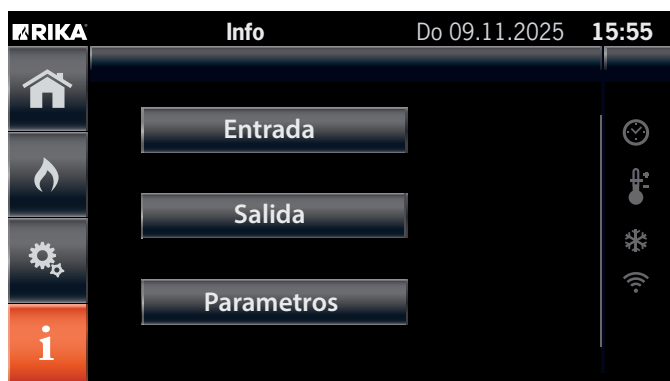 RIKA Info Do 09.11.2025 15:55
Entrada
Salida
Parametros
i